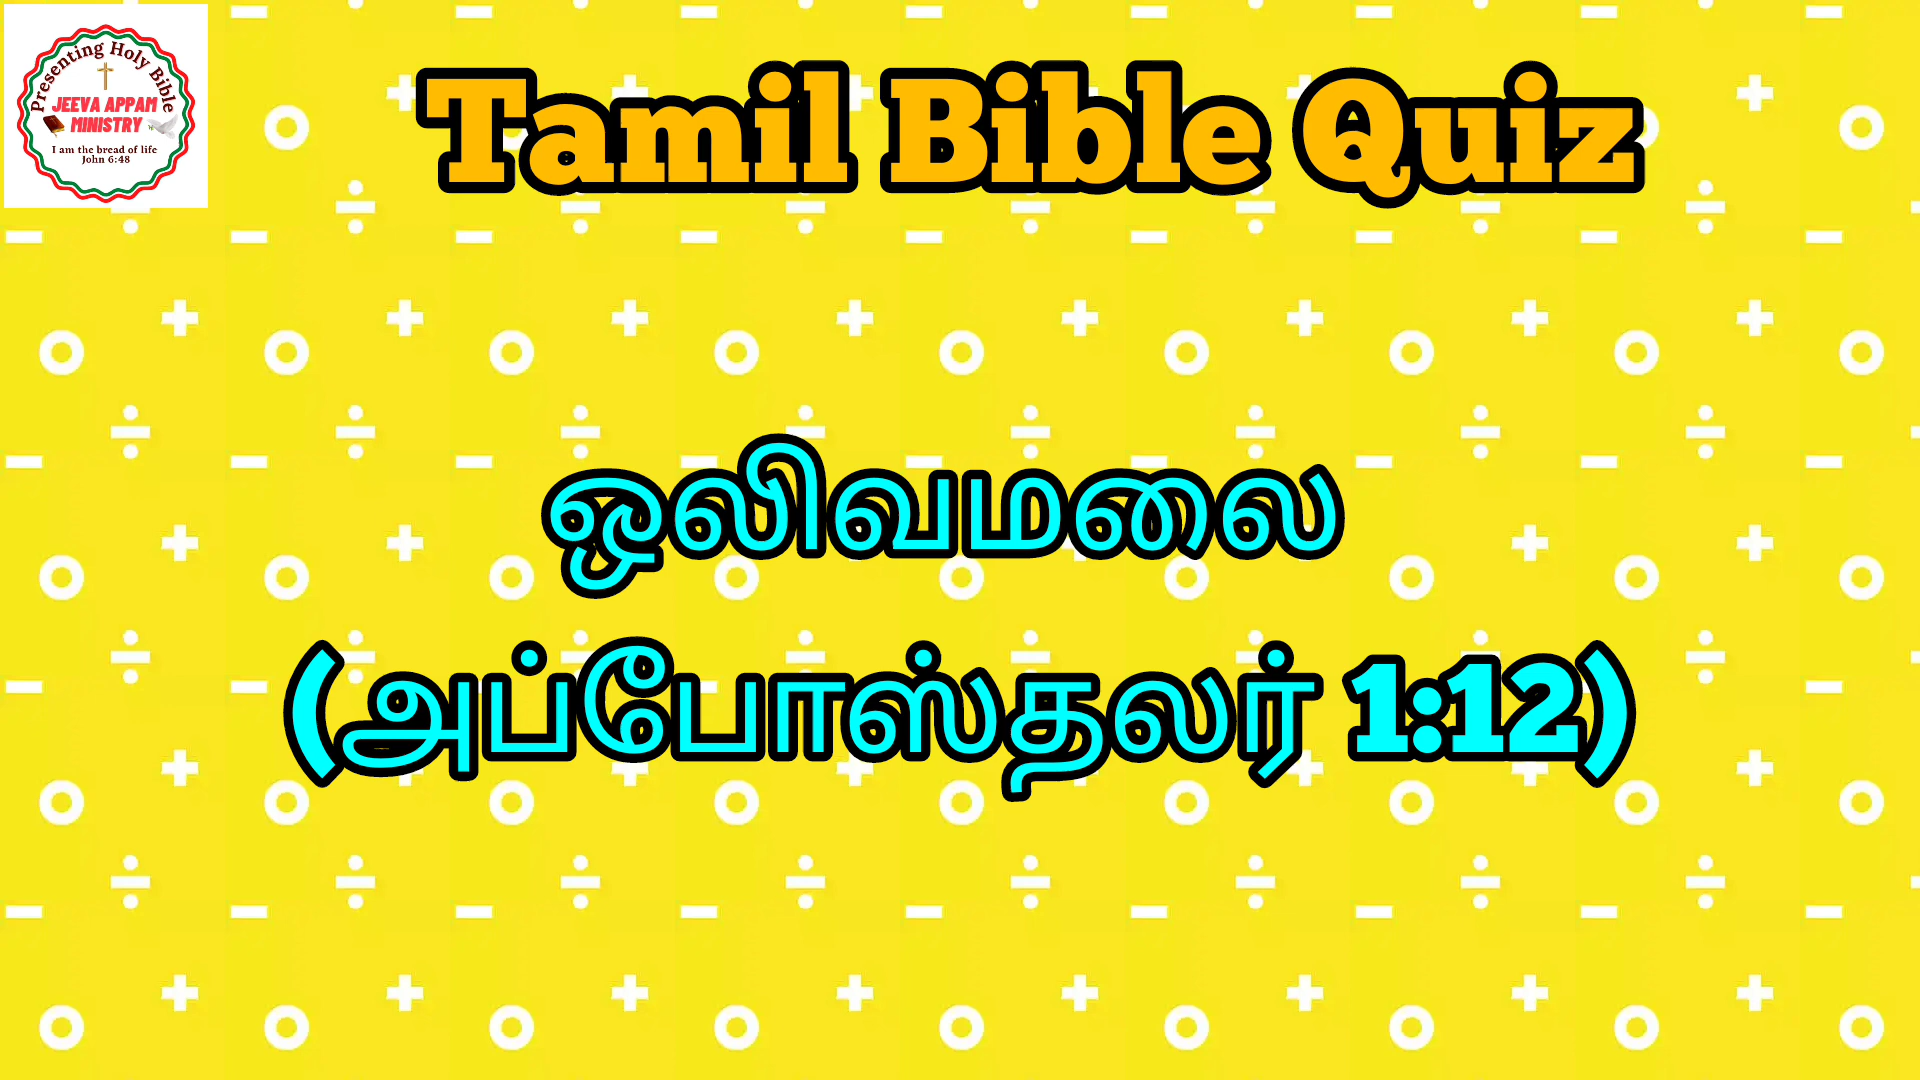 Presenting Holy Bible
JEEVA APPAM
MINISTRY
I am the bread of life
John 6:48
Tamil Bible Quiz
ஒலிவமலை
(அப்போஸ்தலர் 1:12)